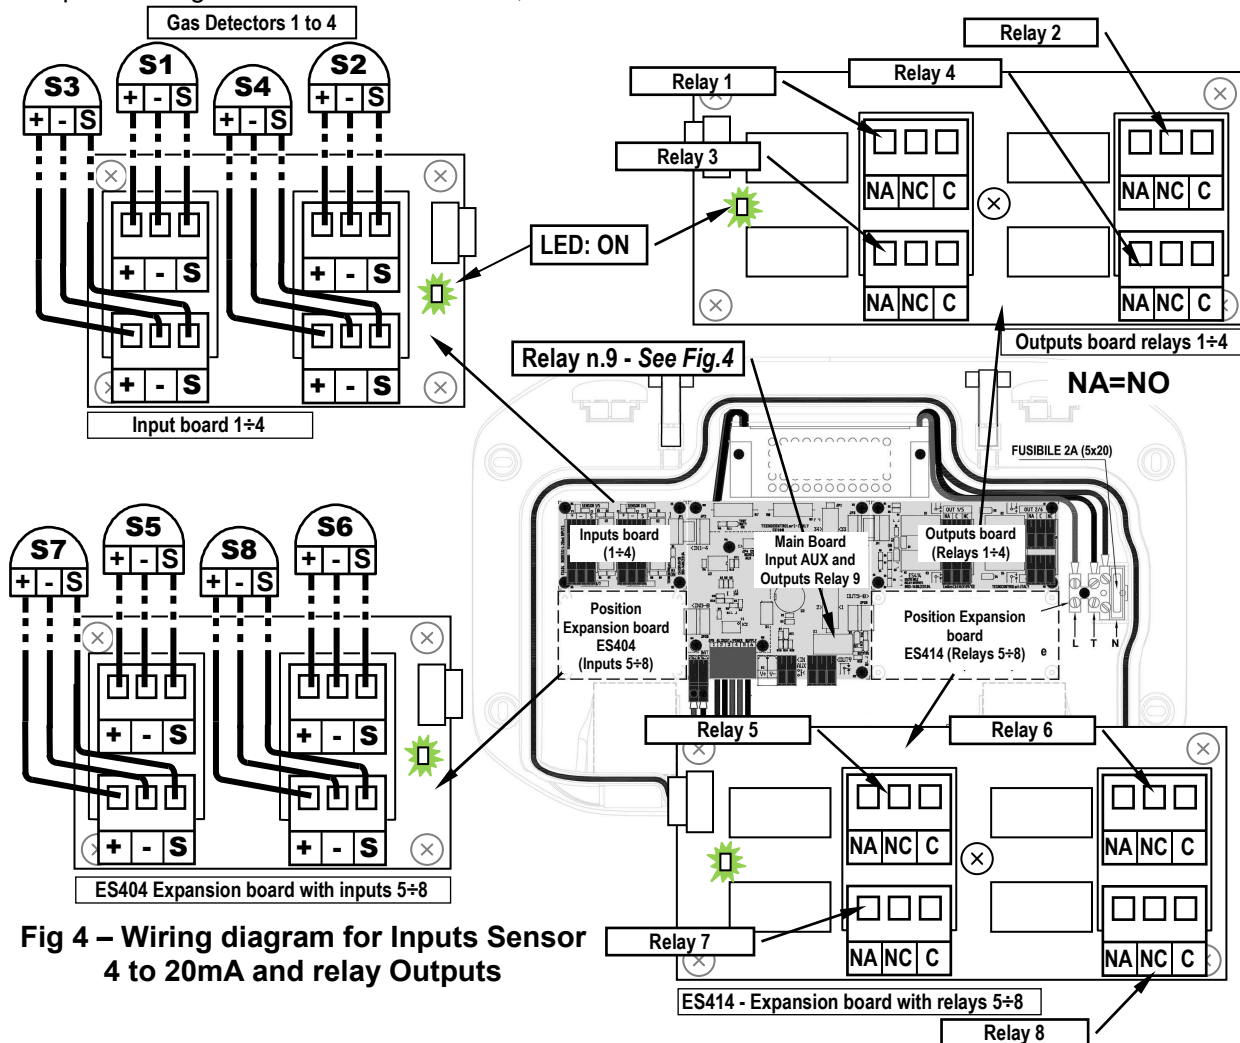 Gas Detectors 1 to 4
S3
S1
S4
S2
+ - S
+ - S
+ - S
+ - S
+ - S
+ - S
+ - S
+ - S
Input board 1÷4
LED: ON
Relay 1
Relay 4
Relay 2
Relay 3
NA NC C
NA NC C
NA NC C
NA NC C
Outputs board relays 1÷4
NA=NO
Relay n.9 - See Fig.4
FUSIBILE 2A (5x20)
Inputs board
(1÷4)
Main Board
Input AUX and
Outputs Relay 9
Outputs board
(Relays 1÷4)
Position
Expansion board
ES404
(Inputs 5÷8)
Position Expansion
board
ES414 (Relays 5÷8)
e
L T N
S7
S5
S8
S6
+ - S
+ - S
+ - S
+ - S
+ - S
+ - S
+ - S
+ - S
ES404 Expansion board with inputs 5÷8
Relay 5
Relay 6
NA NC C
NA NC C
Relay 7
NA NC C
NA NC C
ES414 - Expansion board with relays 5÷8
Relay 8
Fig 4 – Wiring diagram for Inputs Sensor
4 to 20mA and relay Outputs